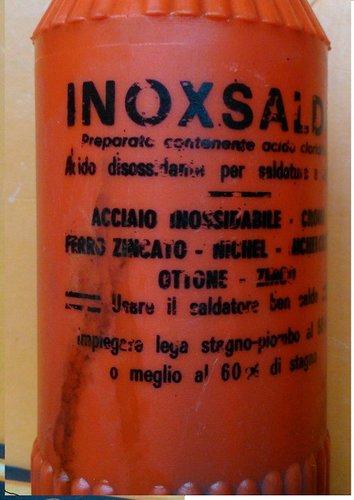 INOXSALD
Preparato contenente acido
Acido disossidante per saldature
ACCIAIO INOSSIDABILE -
FERRO ZINCATO - NICHEL -
OTTONE - ZINCO
Usare il saldatore ben caldo
Impiegare lega stagno-piombo al
o meglio al 60% di stagno